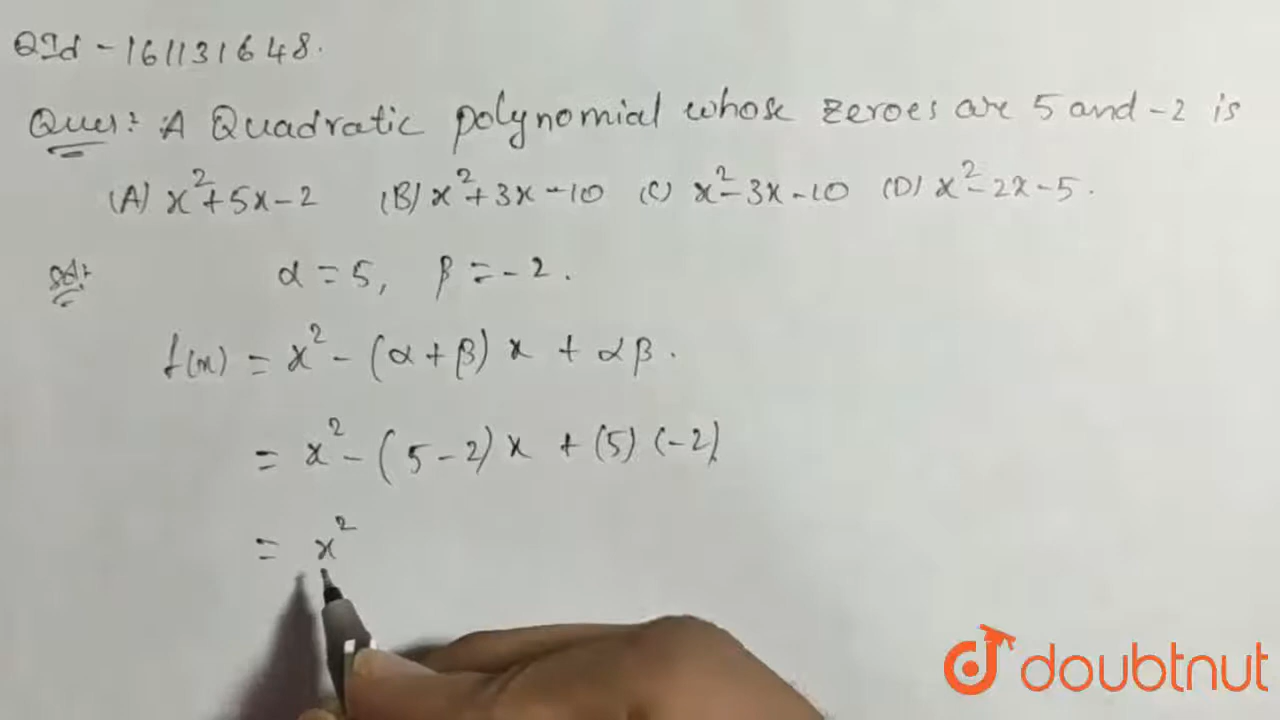 QId - 161131648.
Ques: A Quadratic polynomial whose zeroes are 5 and -2 is
(A) x²+5x-2 (B) x²+3x-10 (C) x²-3x-10 (D) x²-2x-5.
Sol: α=5, β=-2.
f(x) = x² - (α+β) x + αβ.
= x² - (5-2) x + (5) (-2)
= x²
doubtnut